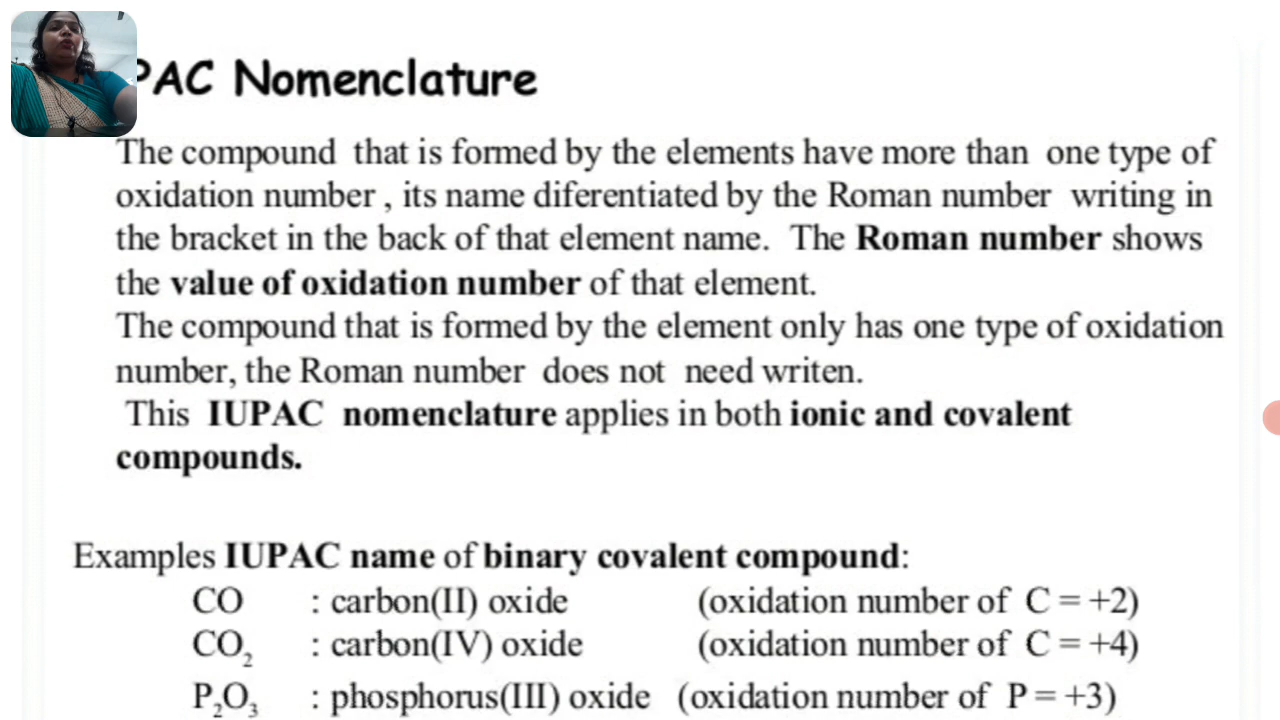 PAC Nomenclature
The compound that is formed by the elements have more than one type of
oxidation number , its name diferentiated by the Roman number writing in
the bracket in the back of that element name. The Roman number shows
the value of oxidation number of that element.
The compound that is formed by the element only has one type of oxidation
number, the Roman number does not need writen.
This IUPAC nomenclature applies in both ionic and covalent
compounds.
Examples IUPAC name of binary covalent compound:
CO : carbon(II) oxide (oxidation number of C = +2)
CO₂ : carbon(IV) oxide (oxidation number of C = +4)
P₂O₃ : phosphorus(III) oxide (oxidation number of P = +3)